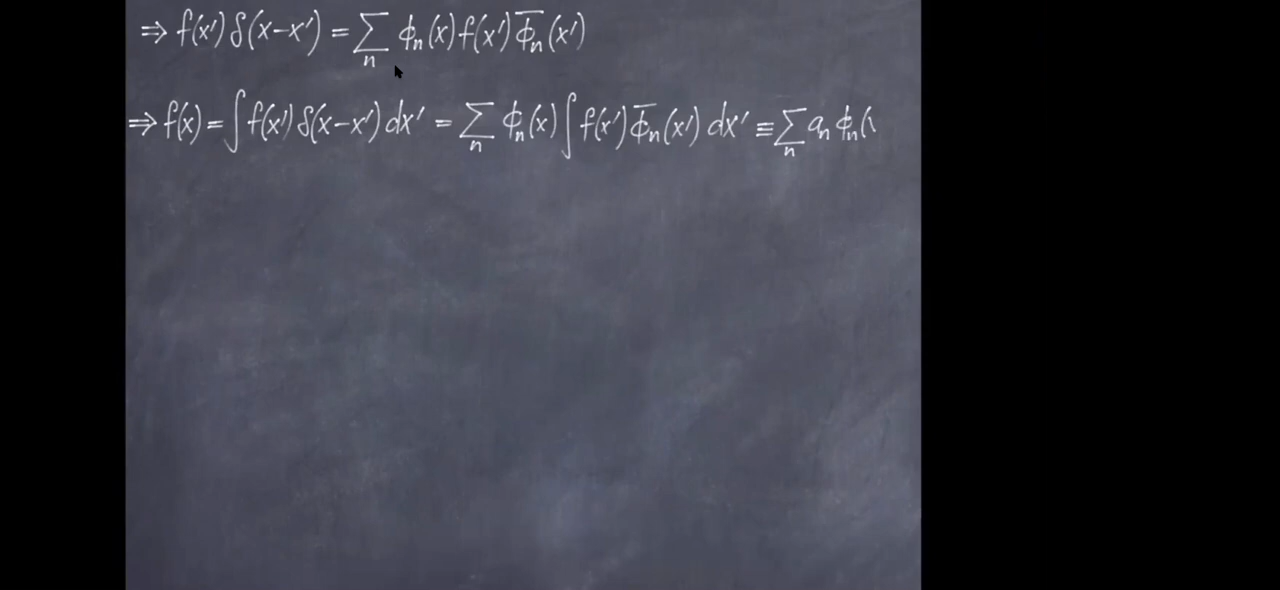 ⇒ f(x′) δ(x−x′) = ∑ₙ ϕₙ(x) f(x′) ϕ̅ₙ(x′)
⇒ f(x) = ∫ f(x′) δ(x−x′) dx′ = ∑ₙ ϕₙ(x) ∫ f(x′) ϕ̅ₙ(x′) dx′ ≡ ∑ₙ aₙ ϕₙ(